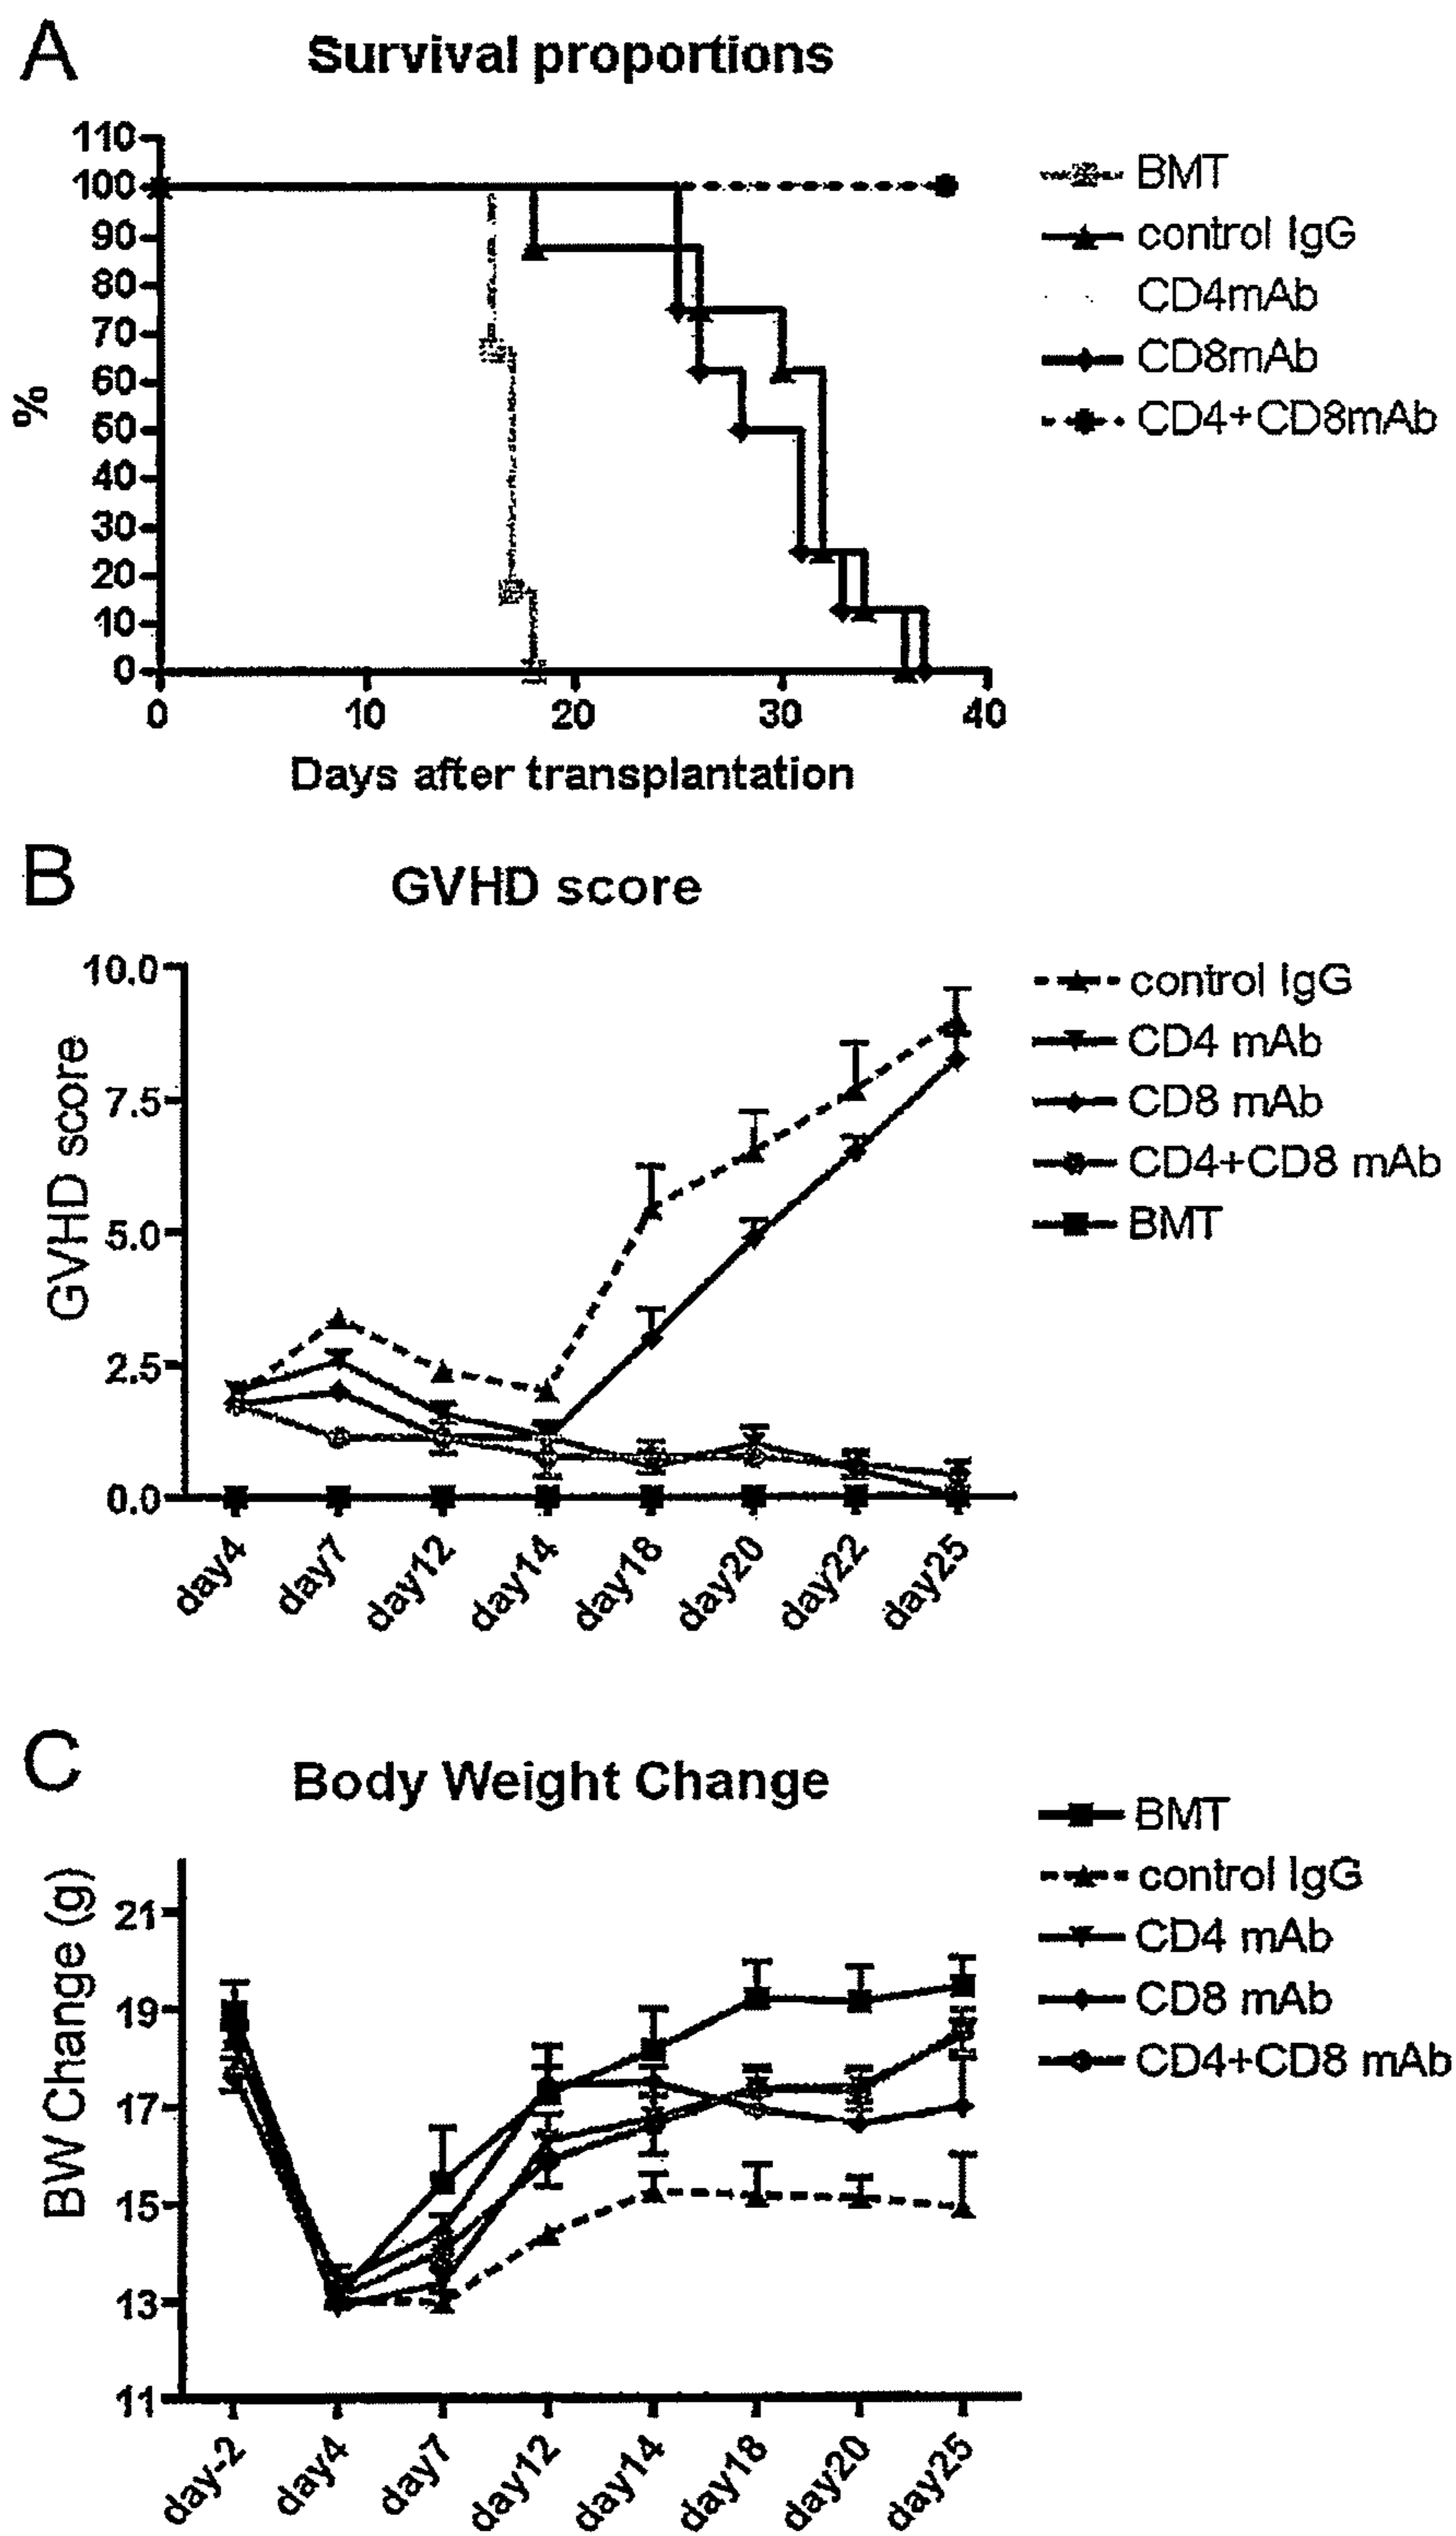 A
Survival proportions
110
100
90
80
70
60
50
40
30
20
10
0
%
0 10 20 30 40
Days after transplantation
BMT
control IgG
CD4mAb
CD8mAb
CD4+CD8mAb
B
GVHD score
10.0
7.5
5.0
2.5
0.0
GVHD score
day4 day7 day12 day14 day18 day20 day22 day25
control IgG
CD4 mAb
CD8 mAb
CD4+CD8 mAb
BMT
C
Body Weight Change
21
19
17
15
13
11
BW Change (g)
day-2 day4 day7 day12 day14 day18 day20 day25
BMT
control IgG
CD4 mAb
CD8 mAb
CD4+CD8 mAb